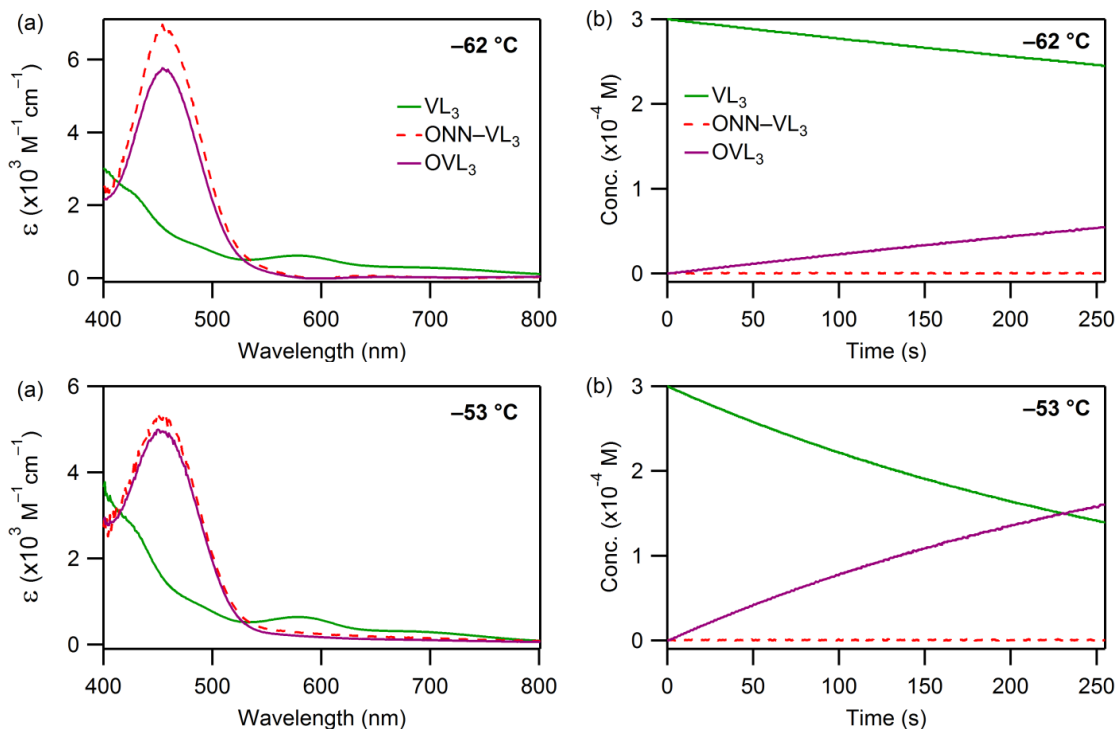 (a)
–62 °C
VL₃
ONN–VL₃
OVL₃
ε (x10³ M⁻¹ cm⁻¹)
6
4
2
0
400 500 600 700 800
Wavelength (nm)
(b)
–62 °C
VL₃
ONN–VL₃
OVL₃
Conc. (x10⁻⁴ M)
3
2
1
0
0 50 100 150 200 250
Time (s)
(a)
–53 °C
ε (x10³ M⁻¹ cm⁻¹)
6
4
2
0
400 500 600 700 800
Wavelength (nm)
(b)
–53 °C
Conc. (x10⁻⁴ M)
3
2
1
0
0 50 100 150 200 250
Time (s)